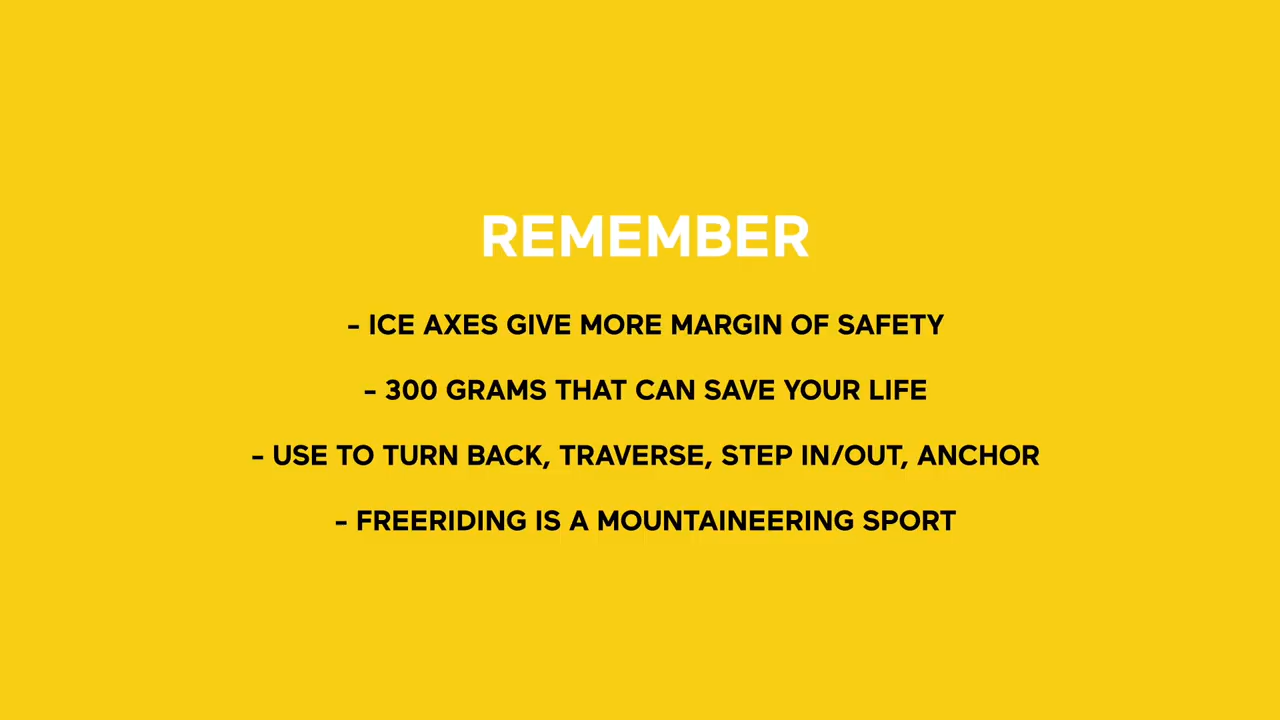 REMEMBER
- ICE AXES GIVE MORE MARGIN OF SAFETY
- 300 GRAMS THAT CAN SAVE YOUR LIFE
- USE TO TURN BACK, TRAVERSE, STEP IN/OUT, ANCHOR
- FREERIDING IS A MOUNTAINEERING SPORT